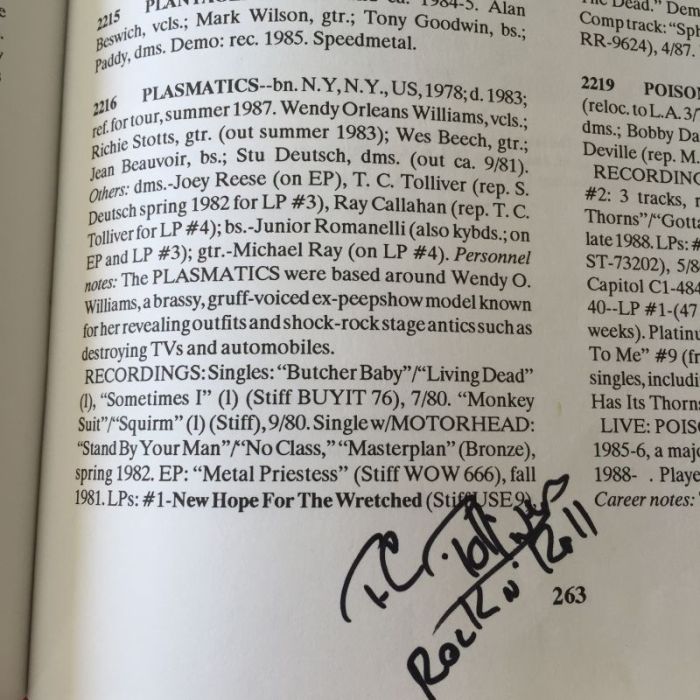 2215 PLANTAG
1984-5. Alan
Beswich, vcls.; Mark Wilson, gtr.; Tony Goodwin, bs.;
Paddy, dms. Demo: rec. 1985. Speedmetal.
2216 PLASMATICS--bn. N.Y, N.Y., US, 1978; d. 1983;
ref. for tour, summer 1987. Wendy Orleans Williams, vcls.;
Richie Stotts, gtr. (out summer 1983); Wes Beech, gtr.;
Jean Beauvoir, bs.; Stu Deutsch, dms. (out ca. 9/81).
Others: dms.-Joey Reese (on EP), T. C. Tolliver (rep. S.
Deutsch spring 1982 for LP #3), Ray Callahan (rep. T. C.
Tolliver for LP #4); bs.-Junior Romanelli (also kybds.; on
EP and LP #3); gtr.-Michael Ray (on LP #4). Personnel
notes: The PLASMATICS were based around Wendy O.
Williams, a brassy, gruff-voiced ex-peepshow model known
for her revealing outfits and shock-rock stage antics such as
destroying TVs and automobiles.
RECORDINGS: Singles: “Butcher Baby”/“Living Dead”
(I), “Sometimes I” (I) (Stiff BUYIT 76), 7/80. “Monkey
Suit”/“Squirm” (I) (Stiff), 9/80. Single w/MOTORHEAD:
“Stand By Your Man”/“No Class,” “Masterplan” (Bronze),
spring 1982. EP: “Metal Priestess” (Stiff WOW 666), fall
1981. LPs: #1-New Hope For The Wretched (Stiff USE 9),
T.C. Tolliver
Rock n Roll
263
The Dead.” Dem
Comp track: “Sph
RR-9624), 4/87.
2219 POISON
(reloc. to L.A. 3/
dms.; Bobby Da
Deville (rep. M.
RECORDING
#2: 3 tracks, r
Thorns”/“Gotta
late 1988. LPs: #
ST-73202), 5/8
Capitol C1-484
40--LP #1-(47
weeks). Platinu
To Me” #9 (fr
singles, includi
Has Its Thorn
LIVE: POIS
1985-6, a majo
1988- . Playe
Career notes: